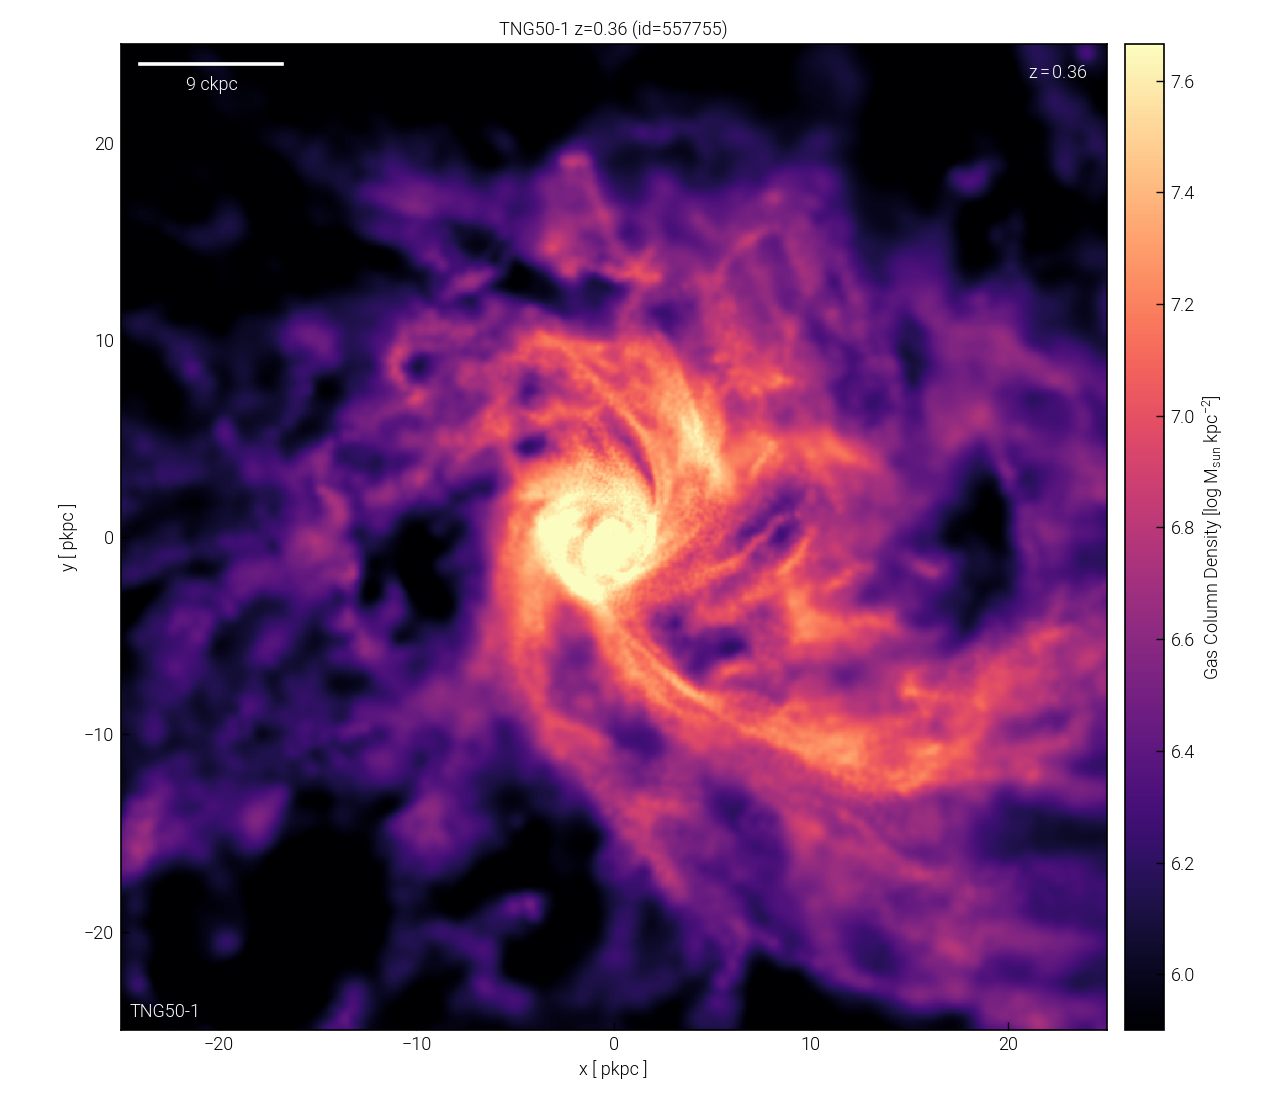 TNG50-1 z=0.36 (id=557755)
9 ckpc
z=0.36
TNG50-1
20
10
0
−10
−20
y [ pkpc ]
−20
−10
0
10
20
x [ pkpc ]
7.6
7.4
7.2
7.0
6.8
6.6
6.4
6.2
6.0
Gas Column Density [log M_sun kpc^−2]